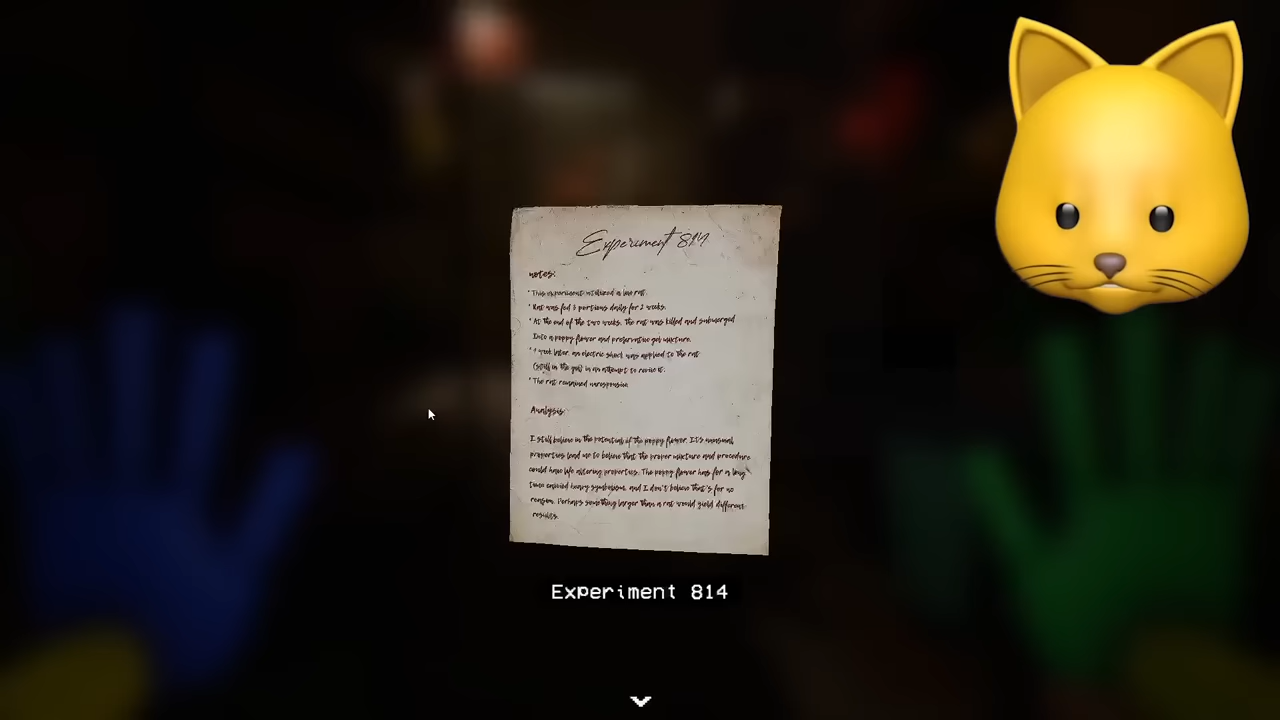 Experiment 814
notes:
* This experiment utilized a live rat.
* Rat was fed 3 portions daily for 2 weeks.
* At the end of the two weeks, the rat was killed and submerged
Into a poppy flower and preservative gel mixture.
* 1 week later, an electric shock was applied to the rat
(still in the gel) in an attempt to revive it.
* The rat remained unresponsive.
Analysis:
I still believe in the potential of the poppy flower. It's unusual
properties lead me to believe that the proper mixture and procedure
could have life altering properties. The poppy flower has for a long
time carried heavy symbolism, and I don't believe that's for no
reason. Perhaps something larger than a rat would yield different
results.
Experiment 814